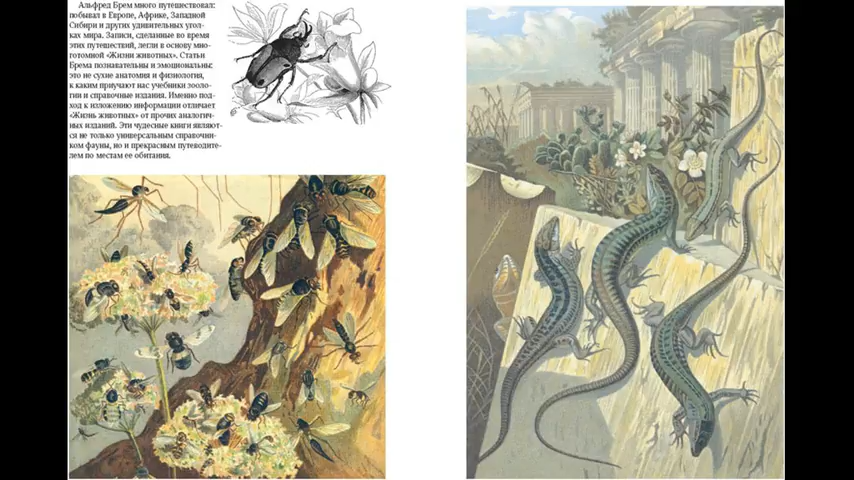 Альфред Брем много путешествовал:
побывал в Европе, Африке, Западной
Сибири и других удивительных угол-
ках мира. Записи, сделанные во время
этих путешествий, легли в основу мно-
готомной «Жизни животных». Статьи
Брема познавательны и эмоциональны:
это не сухие анатомия и физиология,
к каким приучают нас учебники зооло-
гии и справочные издания. Именно под-
ход к изложению информации отличает
«Жизнь животных» от прочих аналогич-
ных изданий. Эти чудесные книги являют-
ся не только универсальным справочни-
ком фауны, но и прекрасным путеводите-
лем по местам ее обитания.